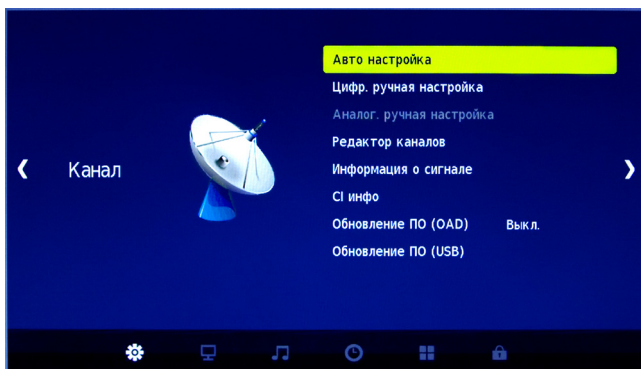 Авто настройка
Цифр. ручная настройка
Аналог. ручная настройка
Редактор каналов
Канал
Информация о сигнале
CI инфо
Обновление ПО (OAD) Выкл.
Обновление ПО (USB)